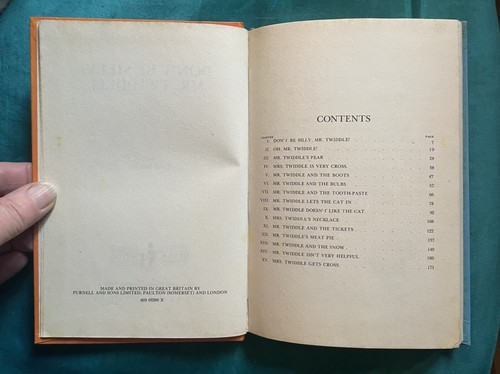 MADE AND PRINTED IN GREAT BRITAIN BY
PURNELL AND SONS LIMITED, PAULTON (SOMERSET) AND LONDON
CONTENTS
CHAPTER PAGE
I. DON'T BE SILLY, MR. TWIDDLE! 7
II. OH, MR. TWIDDLE! 19
III. MR. TWIDDLE'S FEAR 28
IV. MRS. TWIDDLE IS VERY CROSS 38
V. MR. TWIDDLE AND THE BOOTS 47
VI. MR. TWIDDLE AND THE BULBS
VII. MR. TWIDDLE AND THE TOOTH-PASTE 66
VIII. MR. TWIDDLE LETS THE CAT IN 78
IX. MR. TWIDDLE DOESN'T LIKE THE CAT
X. MRS. TWIDDLE'S NECKLACE 108
XI. MR. TWIDDLE AND THE TICKETS 122
XII. MR. TWIDDLE'S MEAT PIE
XIII. MR. TWIDDLE AND THE SNOW 149
XIV. MR. TWIDDLE ISN'T VERY HELPFUL 160
XV. MRS. TWIDDLE GETS CROSS 171